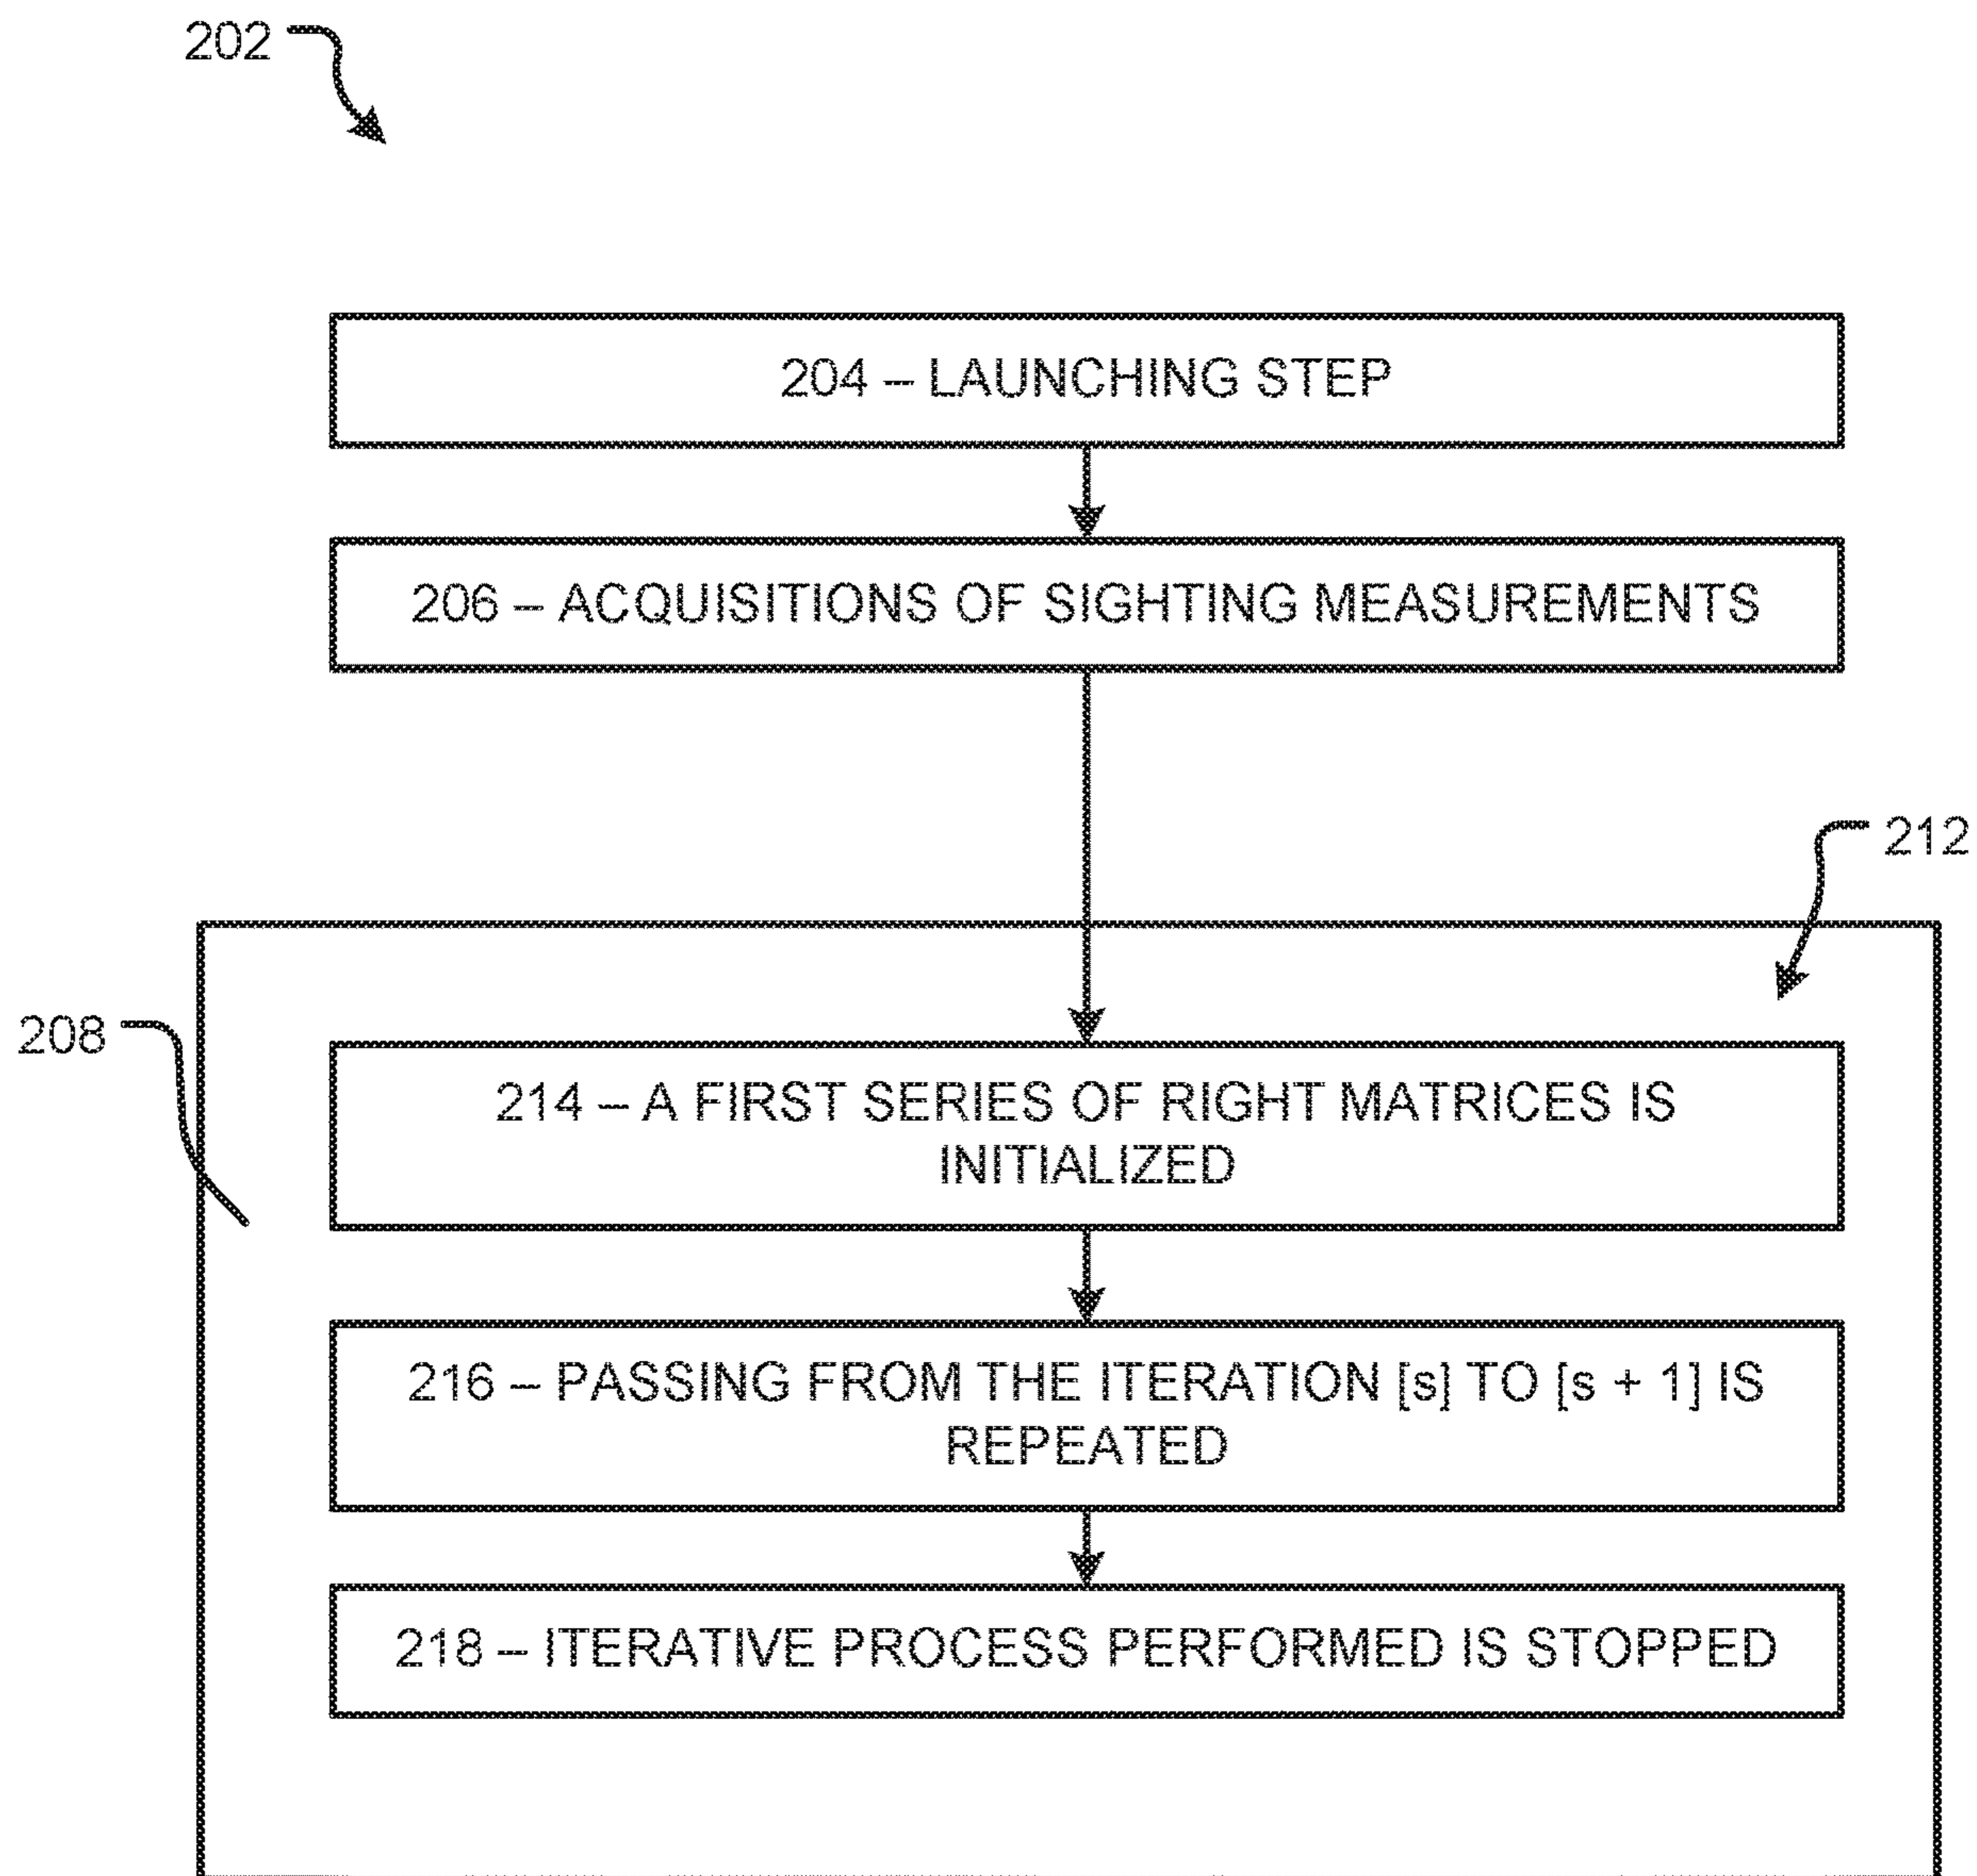 202
204 – LAUNCHING STEP
206 – ACQUISITIONS OF SIGHTING MEASUREMENTS
212
208
214 – A FIRST SERIES OF RIGHT MATRICES IS
INITIALIZED
216 – PASSING FROM THE ITERATION [s] TO [s + 1] IS
REPEATED
218 – ITERATIVE PROCESS PERFORMED IS STOPPED